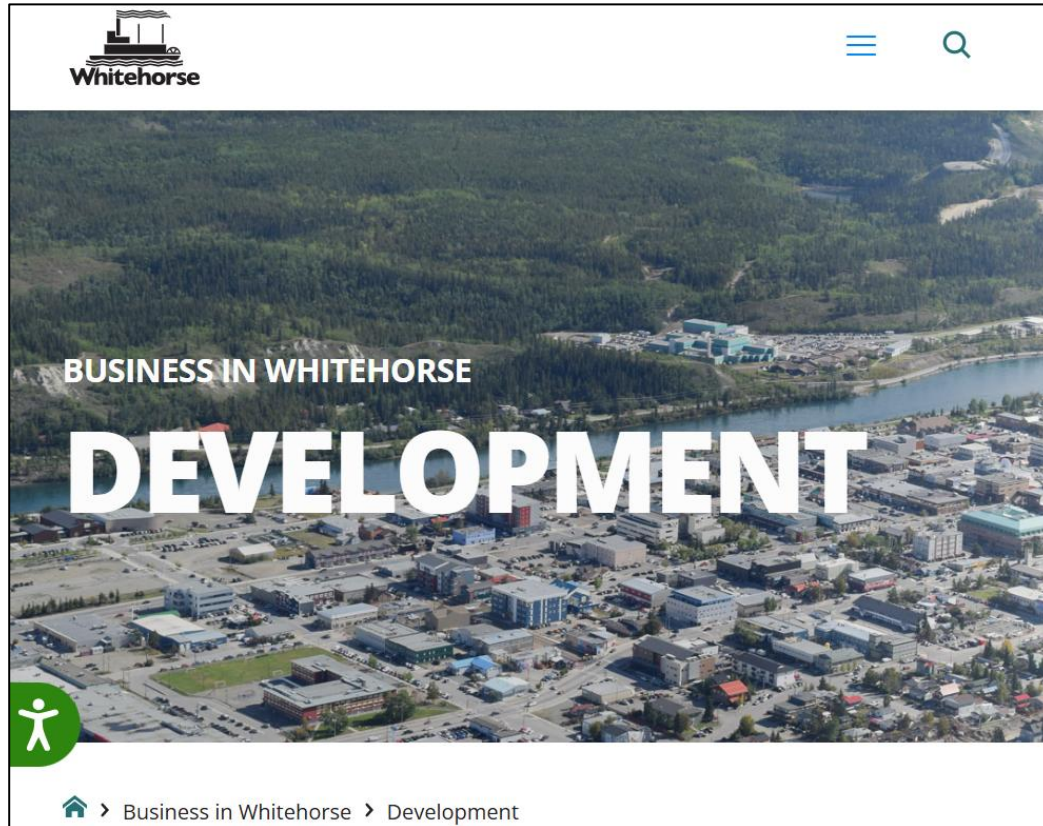 Whitehorse
BUSINESS IN WHITEHORSE
DEVELOPMENT
Business in Whitehorse > Development